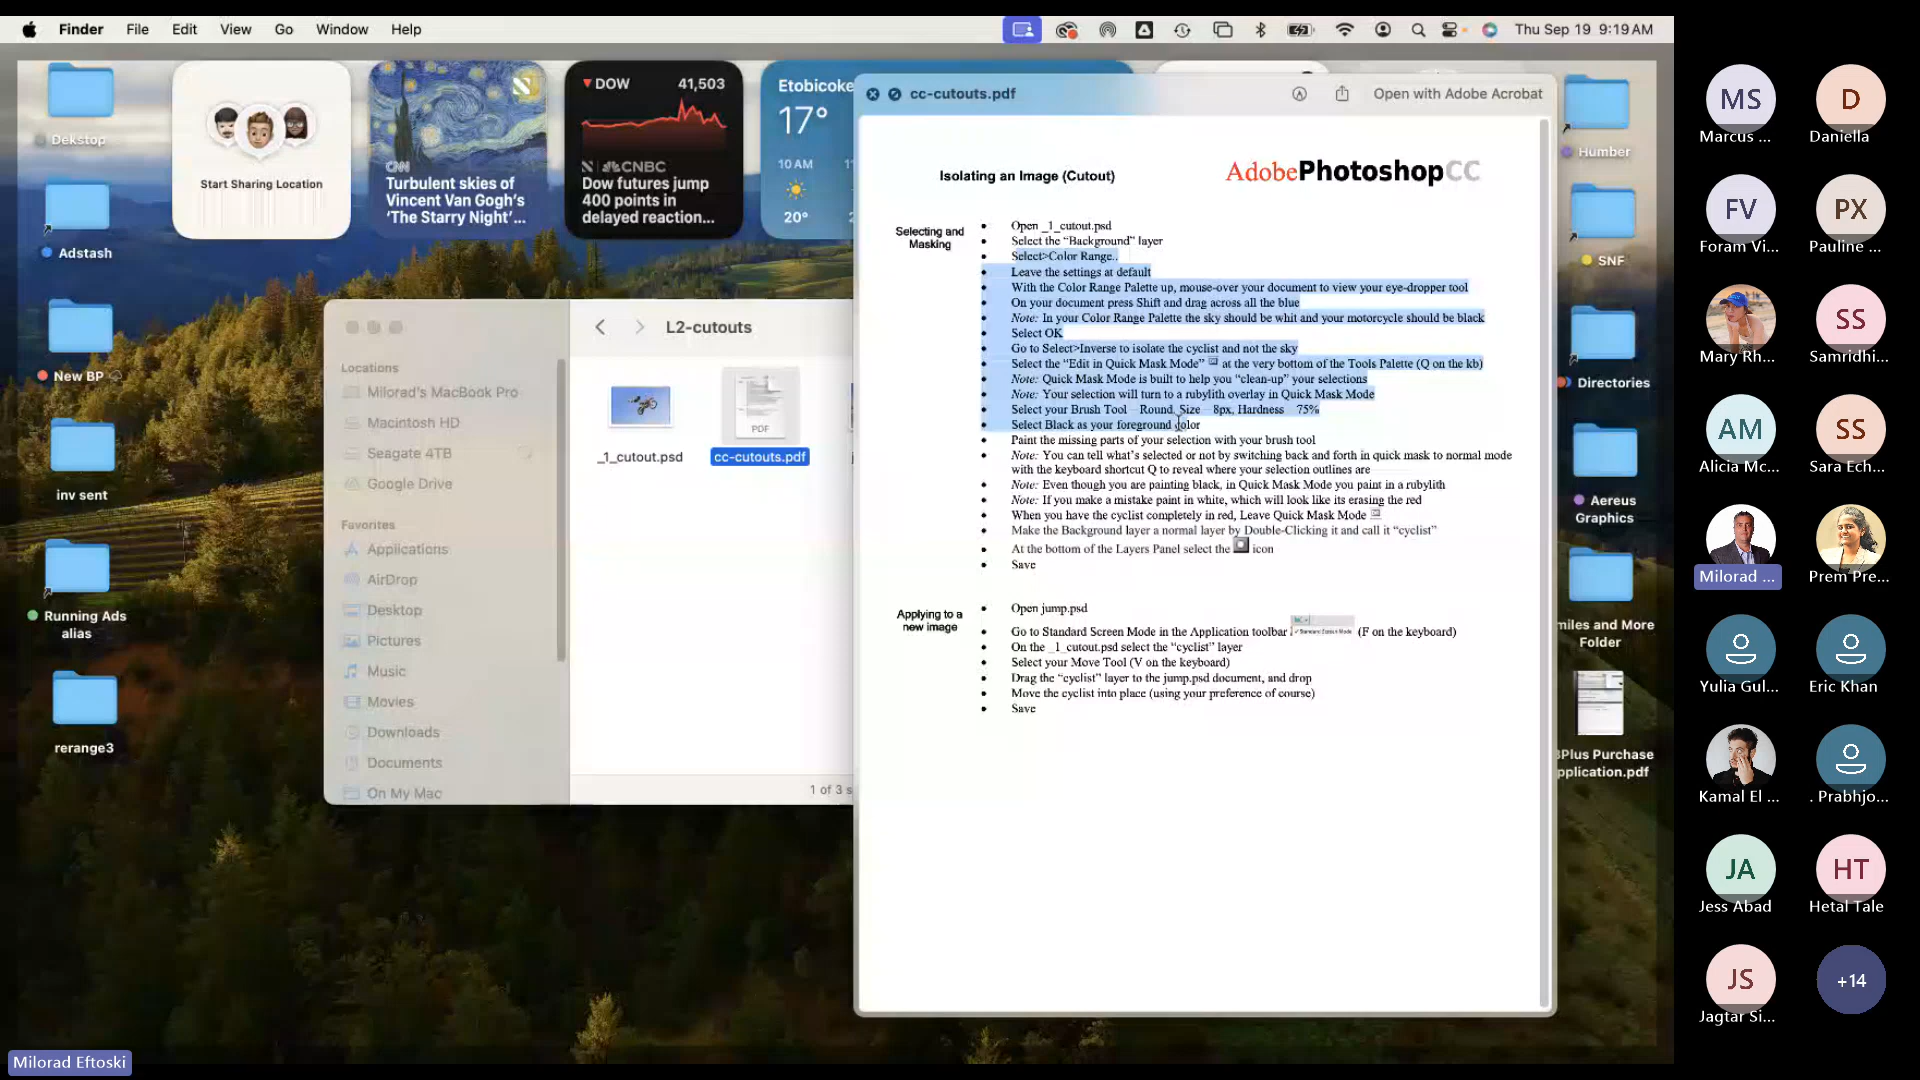 Finder File Edit View Go Window Help
Thu Sep 19 9:19 AM
Dekstop
Adstash
New BP
inv sent
Running Ads
alias
rerange3
Start Sharing Location
CNN
Turbulent skies of
Vincent Van Gogh's
'The Starry Night'...
DOW 41,503
CNBC
Dow futures jump
400 points in
delayed reaction...
Etobicoke
17°
10 AM
20°
L2-cutouts
Locations
Milorad's MacBook Pro
Macintosh HD
Seagate 4TB
Google Drive
Favorites
Applications
AirDrop
Desktop
Pictures
Music
Movies
Downloads
Documents
On My Mac
_1_cutout.psd
PDF
cc-cutouts.pdf
1 of 3 s
cc-cutouts.pdf
Open with Adobe Acrobat
Isolating an Image (Cutout)
AdobePhotoshopCC
Selecting and
Masking
• Open _1_cutout.psd
• Select the "Background" layer
• Select>Color Range..
• Leave the settings at default
• With the Color Range Palette up, mouse-over your document to view your eye-dropper tool
• On your document press Shift and drag across all the blue
• Note: In your Color Range Palette the sky should be whit and your motorcycle should be black
• Select OK
• Go to Select>Inverse to isolate the cyclist and not the sky
• Select the "Edit in Quick Mask Mode" at the very bottom of the Tools Palette (Q on the kb)
• Note: Quick Mask Mode is built to help you "clean-up" your selections
• Note: Your selection will turn to a rubylith overlay in Quick Mask Mode
• Select your Brush Tool – Round, Size – 8px, Hardness – 75%
• Select Black as your foreground color
• Paint the missing parts of your selection with your brush tool
• Note: You can tell what's selected or not by switching back and forth in quick mask to normal mode
with the keyboard shortcut Q to reveal where your selection outlines are
• Note: Even though you are painting black, in Quick Mask Mode you paint in a rubylith
• Note: If you make a mistake paint in white, which will look like its erasing the red
• When you have the cyclist completely in red, Leave Quick Mask Mode
• Make the Background layer a normal layer by Double-Clicking it and call it "cyclist"
• At the bottom of the Layers Panel select the icon
• Save
Applying to a
new image
• Open jump.psd
• Go to Standard Screen Mode in the Application toolbar (F on the keyboard)
• On the _1_cutout.psd select the "cyclist" layer
• Select your Move Tool (V on the keyboard)
• Drag the "cyclist" layer to the jump.psd document, and drop
• Move the cyclist into place (using your preference of course)
• Save
Humber
SNF
Directories
Aereus
Graphics
miles and More
Folder
3Plus Purchase
pplication.pdf
MS
Marcus ...
D
Daniella
FV
Foram Vi...
PX
Pauline ...
Mary Rh...
SS
Samridhi...
AM
Alicia Mc...
SS
Sara Ech...
Milorad ...
Prem Pre...
Yulia Gul...
Eric Khan
Kamal El ...
. Prabhjo...
JA
Jess Abad
HT
Hetal Tale
JS
Jagtar Si...
+14
Milorad Eftoski